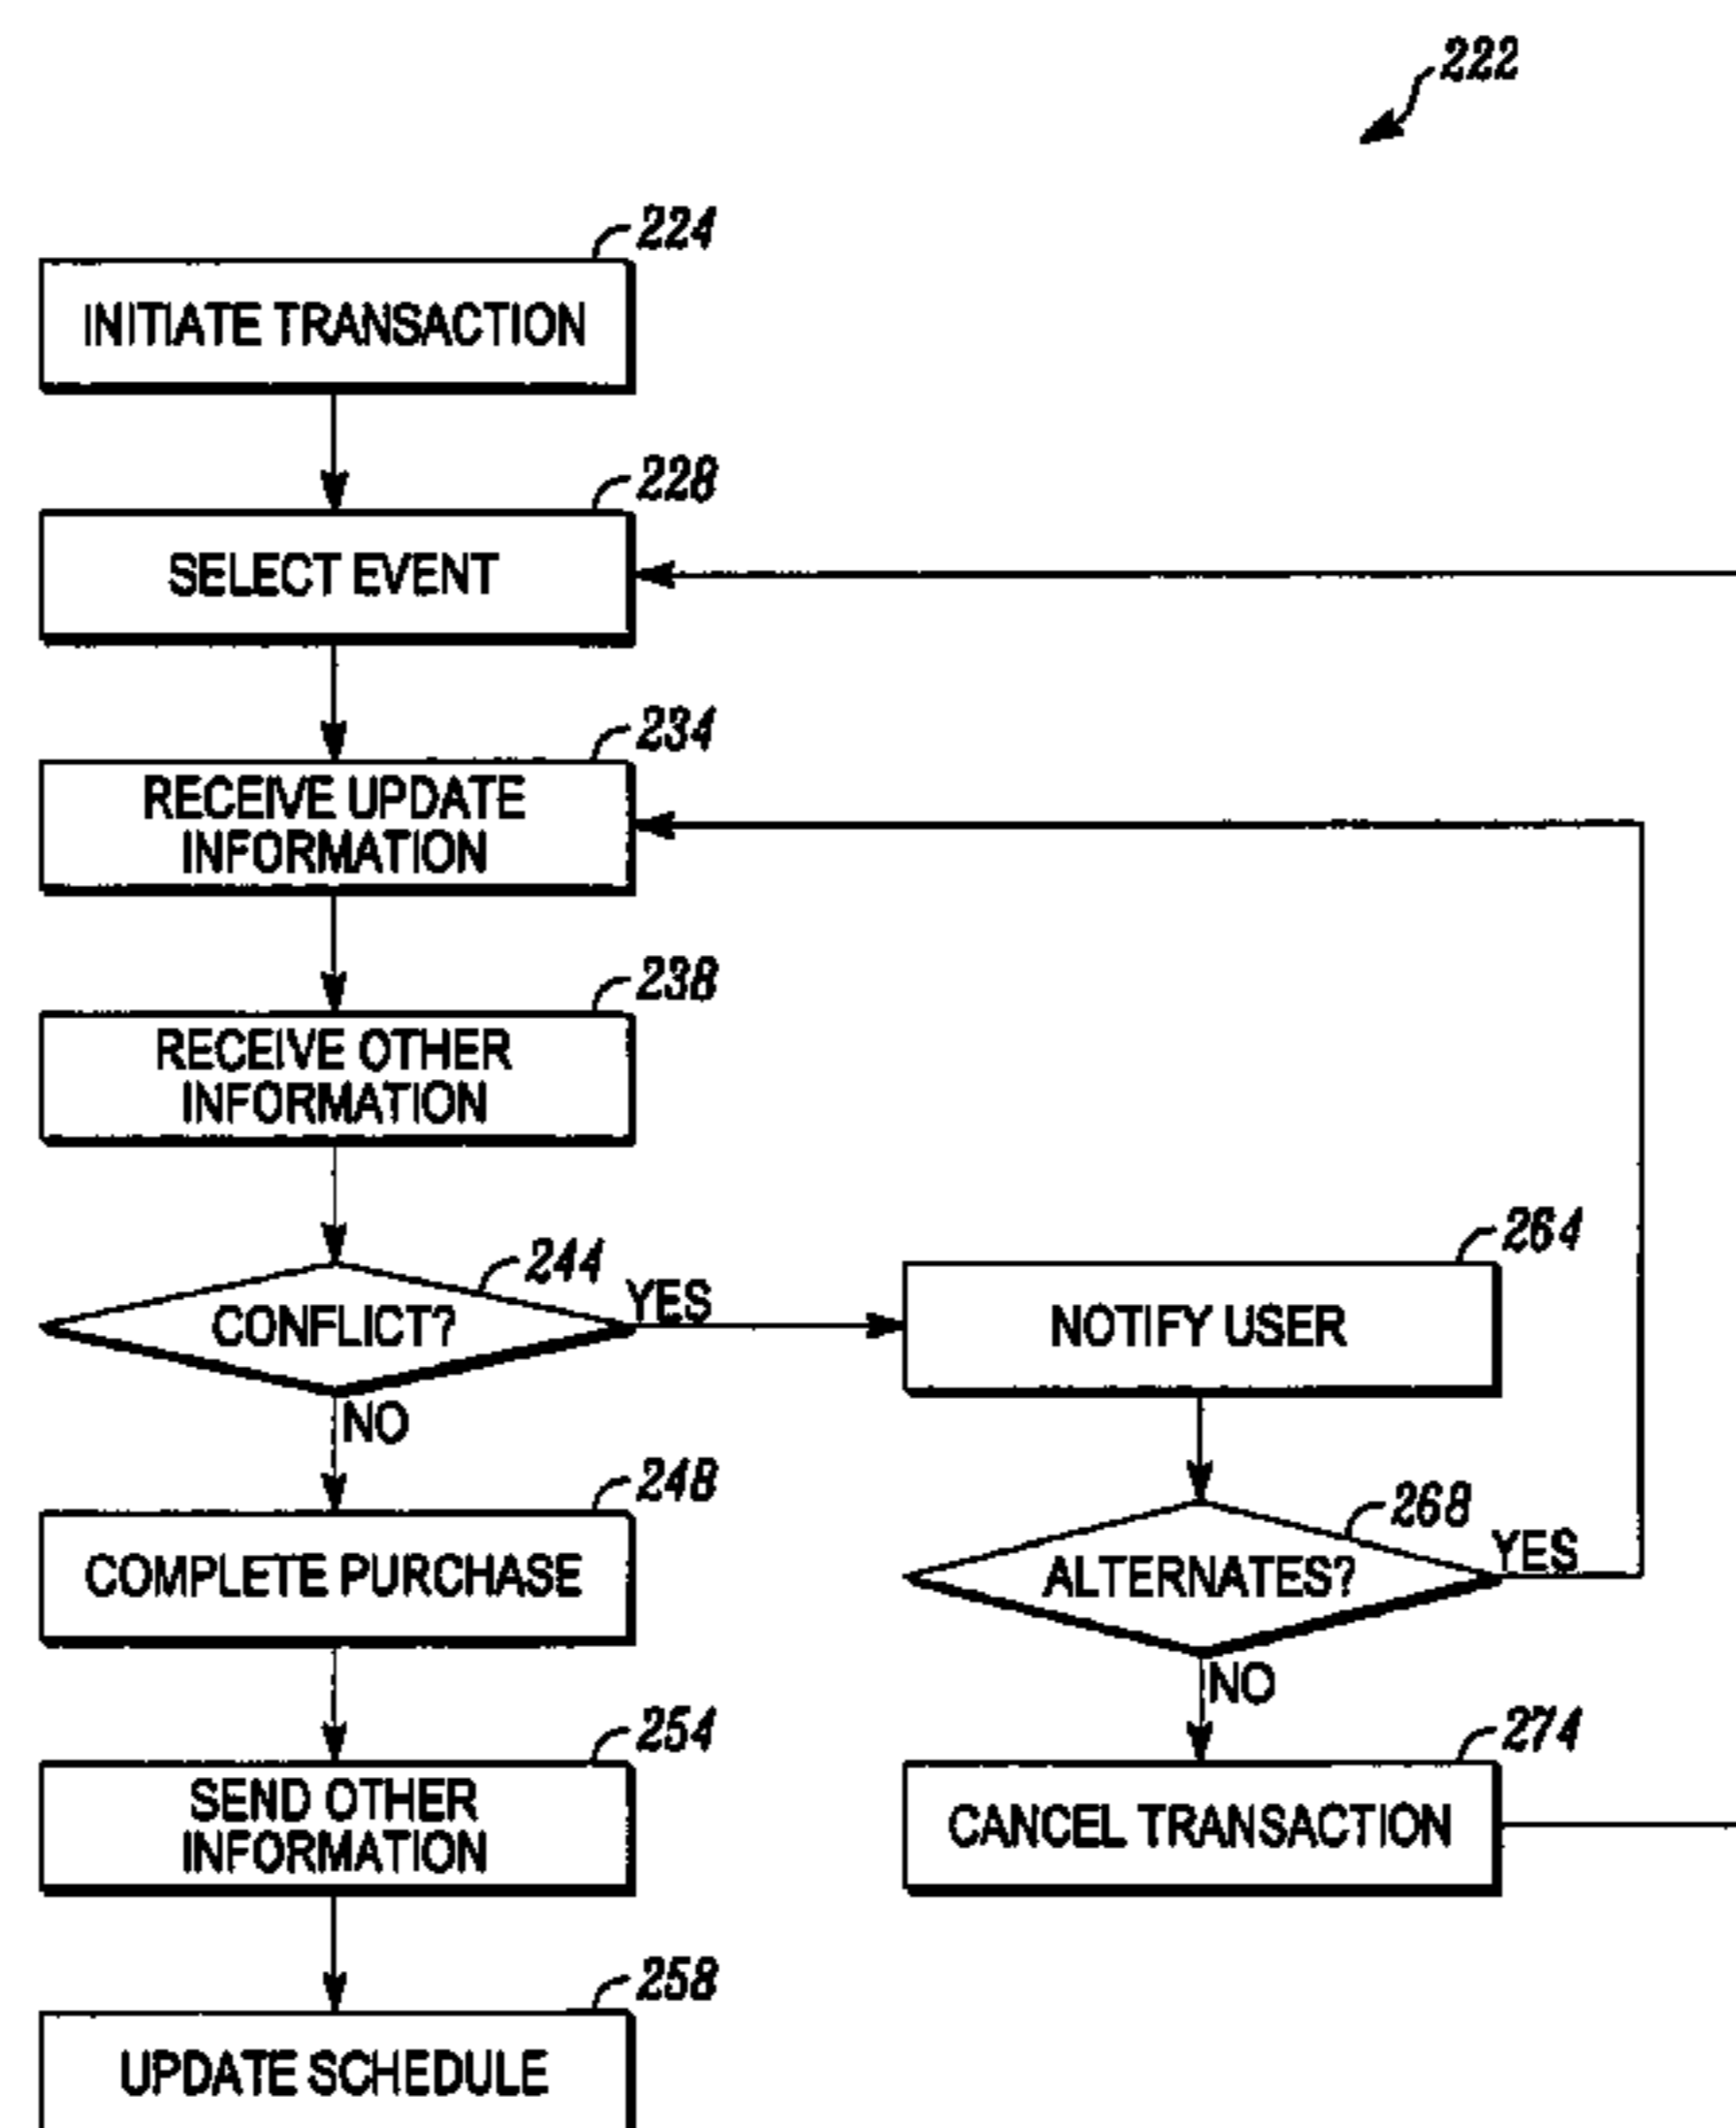 222
224
INITIATE TRANSACTION
228
SELECT EVENT
234
RECEIVE UPDATE
INFORMATION
238
RECEIVE OTHER
INFORMATION
244
CONFLICT?
YES
NO
264
NOTIFY USER
248
COMPLETE PURCHASE
268
ALTERNATES?
YES
NO
254
SEND OTHER
INFORMATION
274
CANCEL TRANSACTION
258
UPDATE SCHEDULE